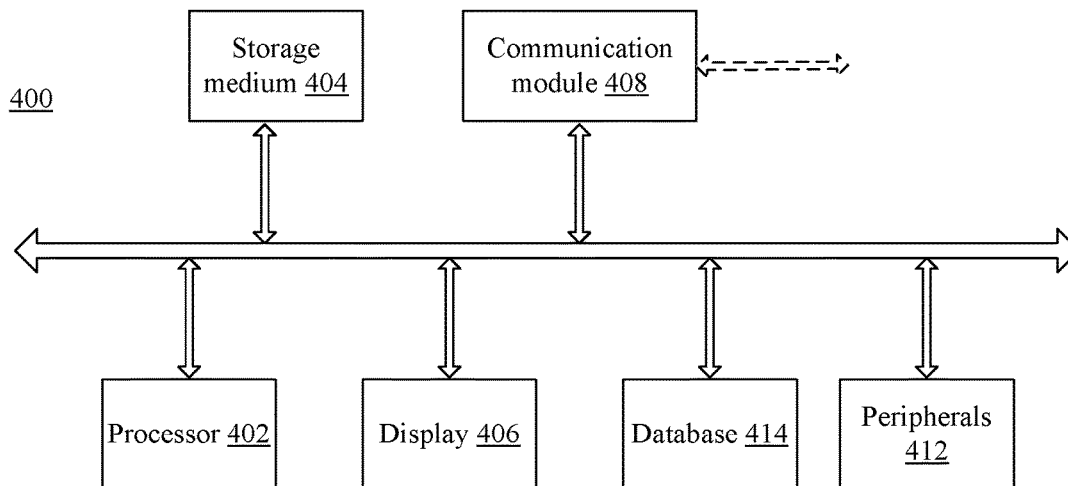 Storage
medium 404
Communication
module 408
400
Processor 402
Display 406
Database 414
Peripherals
412